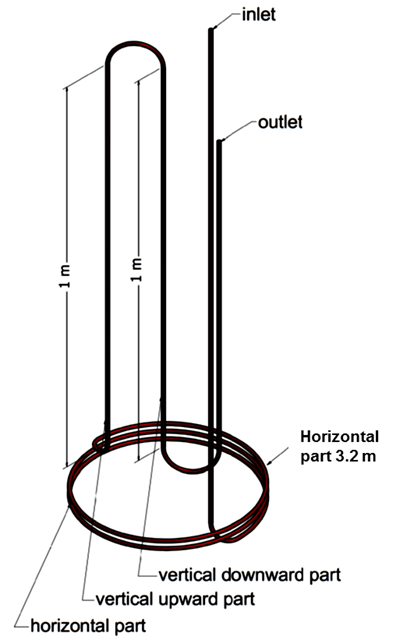 inlet
outlet
1 m
1 m
Horizontal
part 3.2 m
vertical downward part
vertical upward part
horizontal part